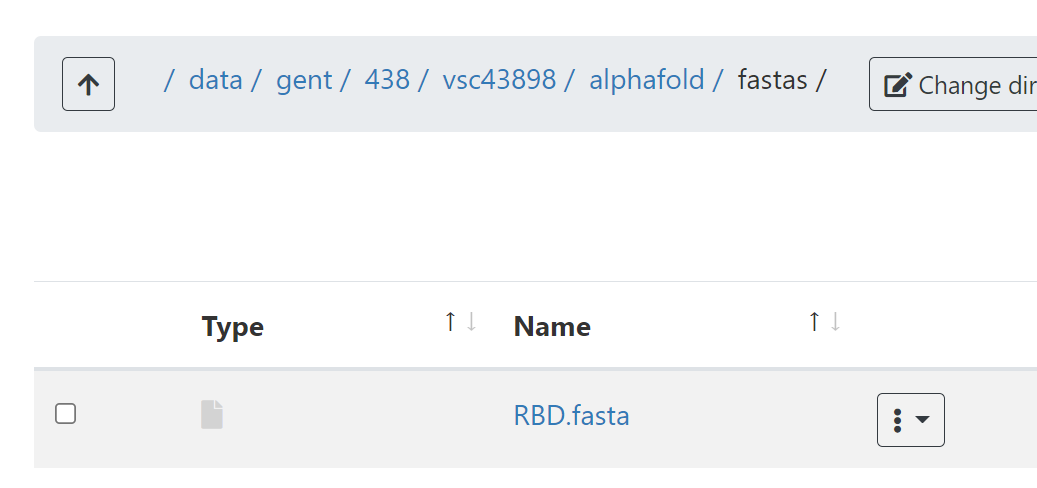 / data / gent / 438 / vsc43898 / alphafold / fastas / Change dir
Type ↑↓ Name ↑↓
RBD.fasta